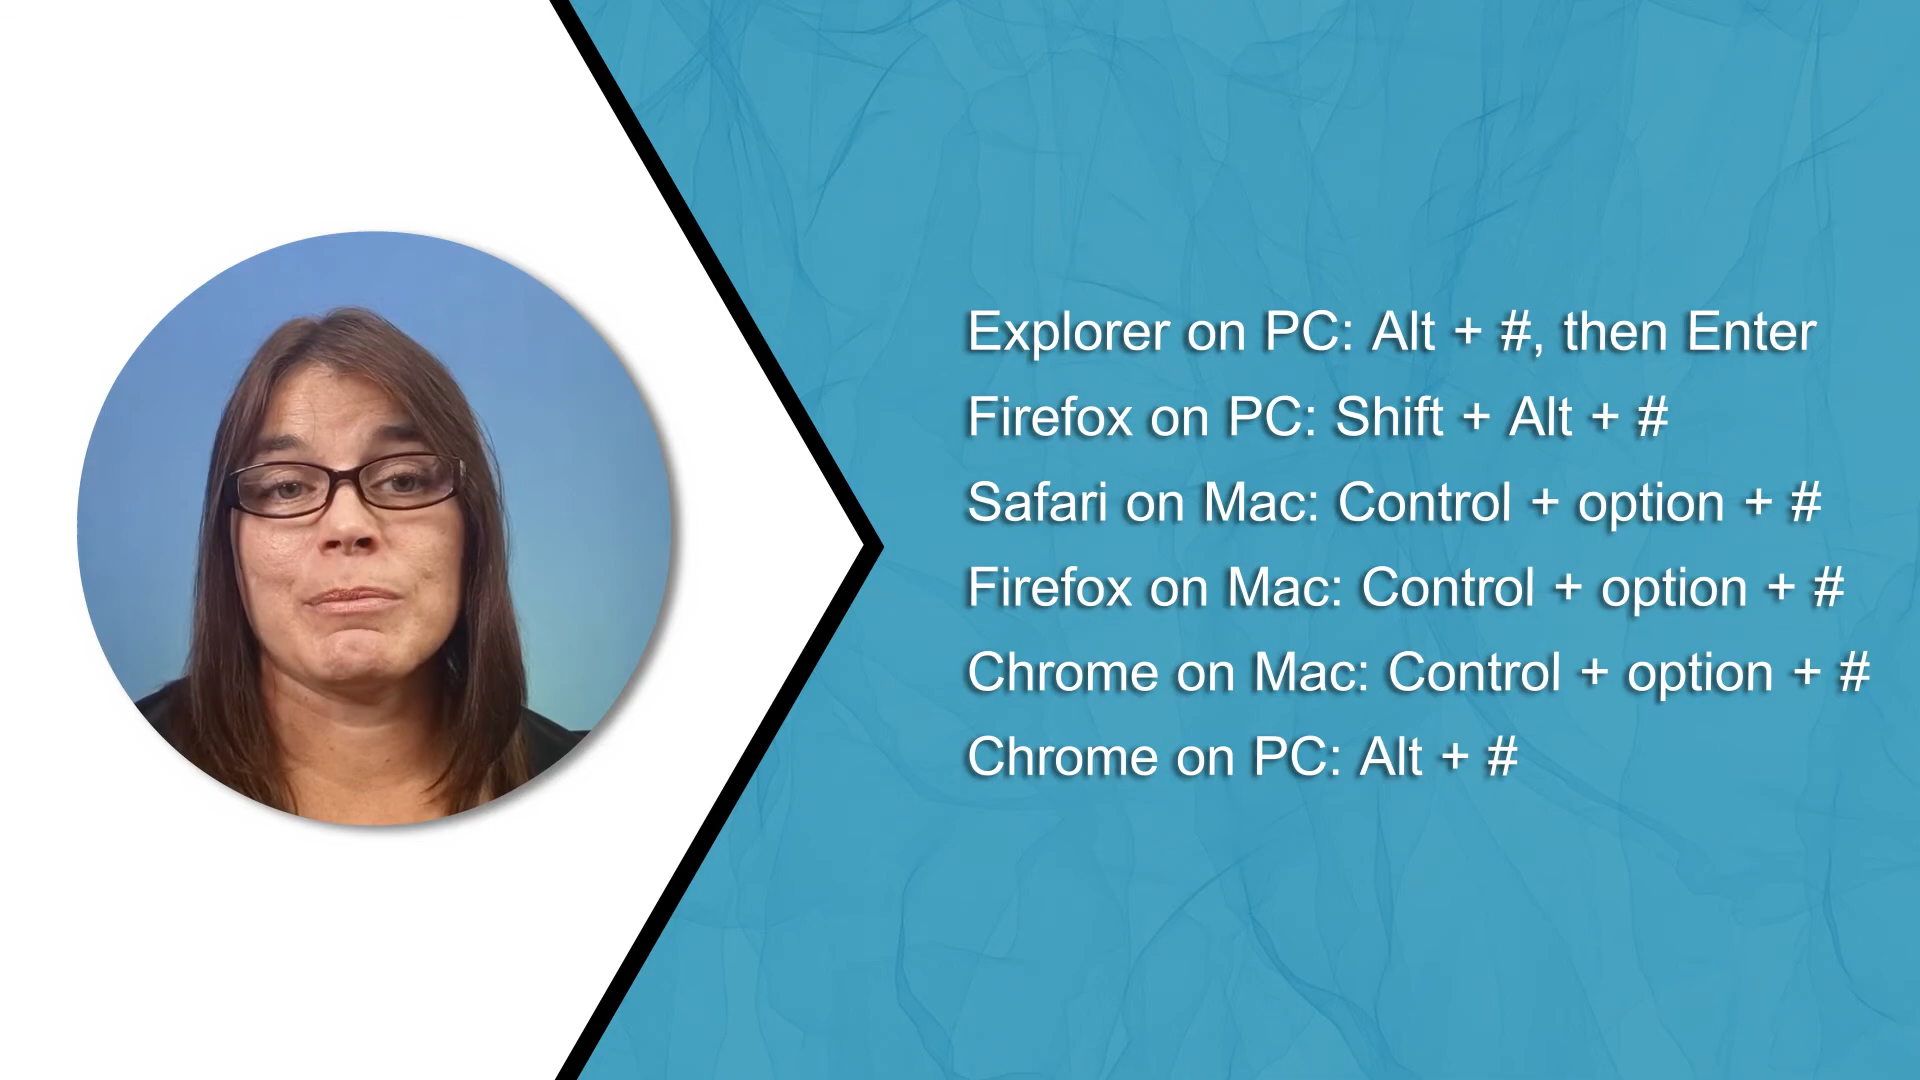 Explorer on PC: Alt + #, then Enter
Firefox on PC: Shift + Alt + #
Safari on Mac: Control + option + #
Firefox on Mac: Control + option + #
Chrome on Mac: Control + option + #
Chrome on PC: Alt + #